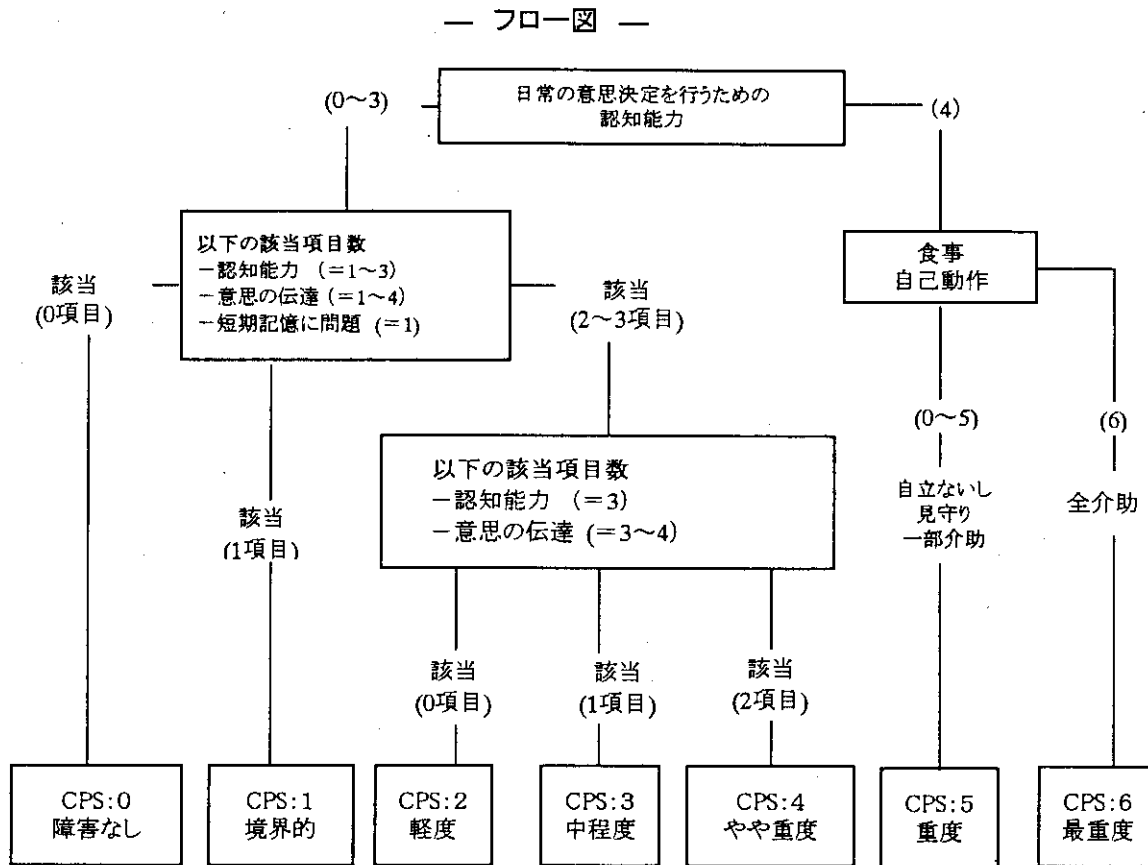 ― フロー図 ―
日常の意思決定を行うための
認知能力
(0～3)
(4)
以下の該当項目数
－認知能力 (＝1～3)
－意思の伝達 (＝1～4)
－短期記憶に問題 (＝1)
食事
自己動作
該当
(0項目)
該当
(2～3項目)
(0～5)
(6)
以下の該当項目数
－認知能力 (＝3)
－意思の伝達 (＝3～4)
自立ないし
見守り
一部介助
全介助
該当
(1項目)
該当
(0項目)
該当
(1項目)
該当
(2項目)
CPS:0
障害なし
CPS:1
境界的
CPS:2
軽度
CPS:3
中程度
CPS:4
やや重度
CPS:5
重度
CPS:6
最重度